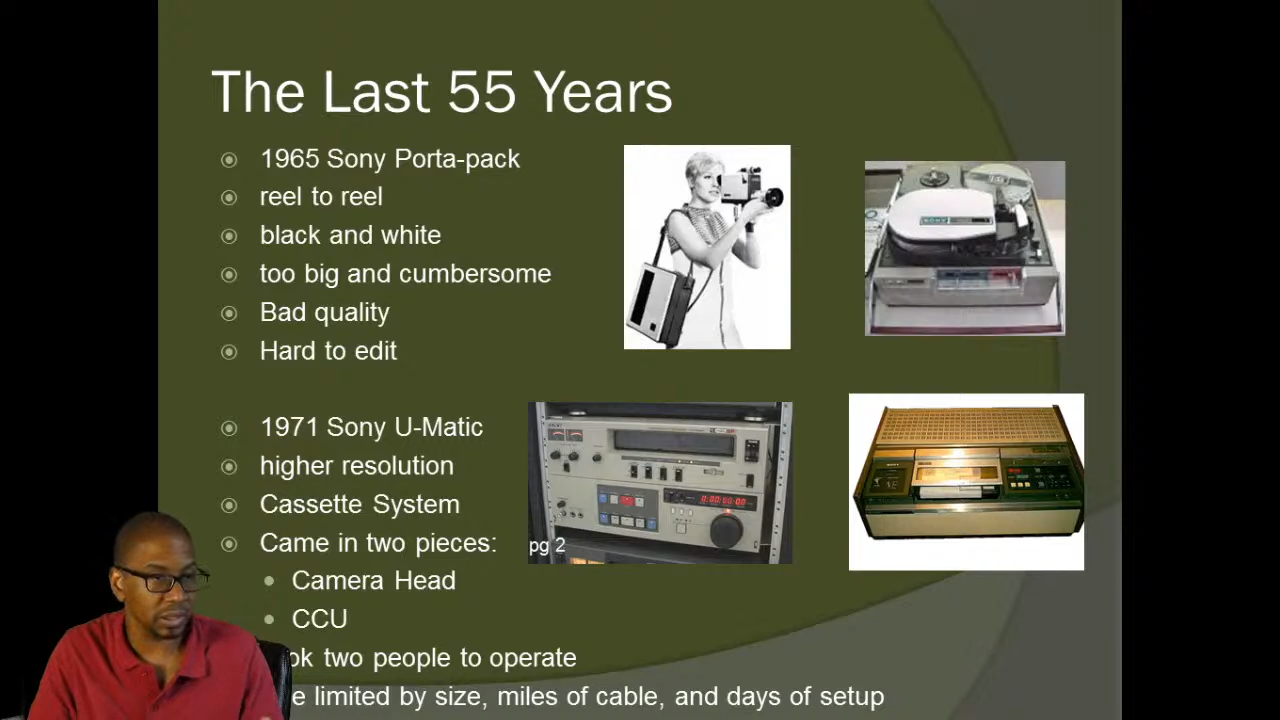 The Last 55 Years
1965 Sony Porta-pack
reel to reel
black and white
too big and cumbersome
Bad quality
Hard to edit
SONY
1971 Sony U-Matic
higher resolution
Cassette System
Came in two pieces:
pg 2
Camera Head
CCU
two people to operate
limited by size, miles of cable, and days of setup